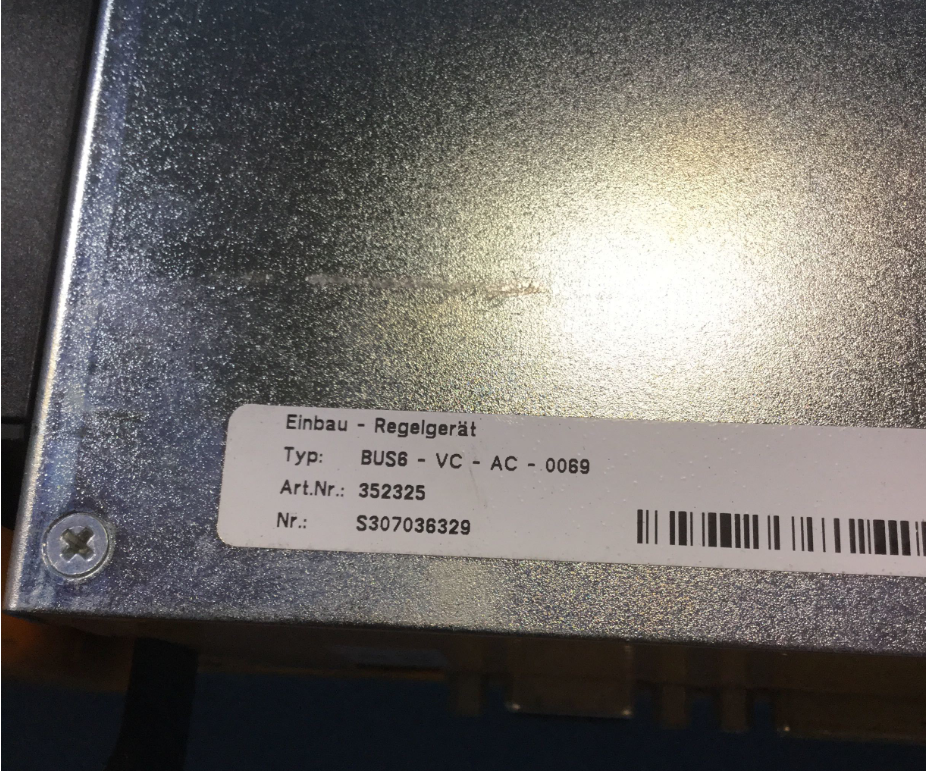 Einbau - Regelgerät
Typ: BUS6 - VC - AC - 0069
Art.Nr.: 352325
Nr.: S307036329